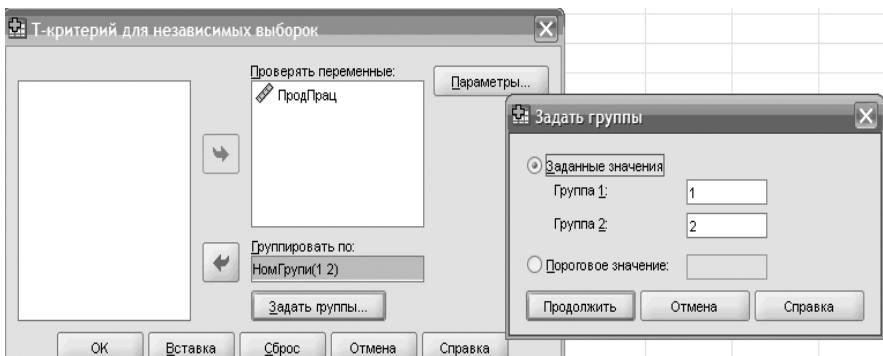 Т-критерий для независимых выборок
Проверять переменные:
ПродПрац
Параметры...
Группировать по:
НомГрупи(1 2)
Задать группы...
ОК
Вставка
Сброс
Отмена
Справка
Задать группы
Заданные значения
Группа 1:
1
Группа 2:
2
Пороговое значение:
Продолжить
Отмена
Справка